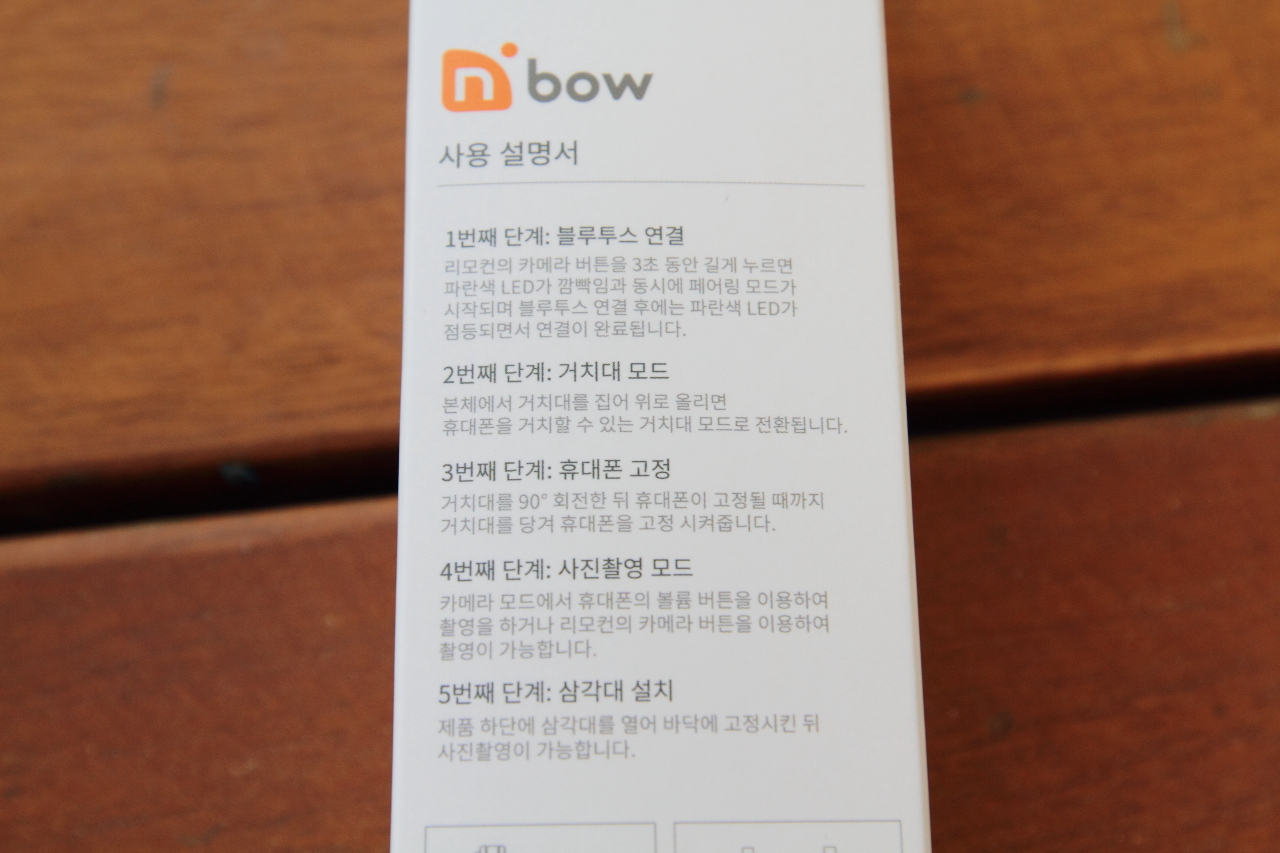 n bow
사용 설명서
1번째 단계: 블루투스 연결
리모컨의 카메라 버튼을 3초 동안 길게 누르면
파란색 LED가 깜빡임과 동시에 페어링 모드가
시작되며 블루투스 연결 후에는 파란색 LED가
점등되면서 연결이 완료됩니다.
2번째 단계: 거치대 모드
본체에서 거치대를 집어 위로 올리면
휴대폰을 거치할 수 있는 거치대 모드로 전환됩니다.
3번째 단계: 휴대폰 고정
거치대를 90° 회전한 뒤 휴대폰이 고정될 때까지
거치대를 당겨 휴대폰을 고정 시켜줍니다.
4번째 단계: 사진촬영 모드
카메라 모드에서 휴대폰의 볼륨 버튼을 이용하여
촬영을 하거나 리모컨의 카메라 버튼을 이용하여
촬영이 가능합니다.
5번째 단계: 삼각대 설치
제품 하단에 삼각대를 열어 바닥에 고정시킨 뒤
사진촬영이 가능합니다.